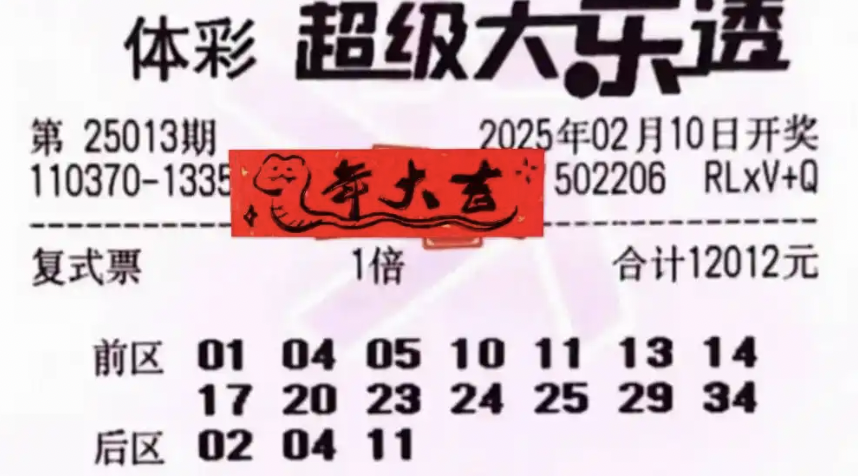 体彩 超级大乐透
第 25013期 2025年02月10日开奖
110370-1335 年大吉 502206 RLxV+Q
复式票 1倍 合计12012元
前区 01 04 05 10 11 13 14
17 20 23 24 25 29 34
后区 02 04 11